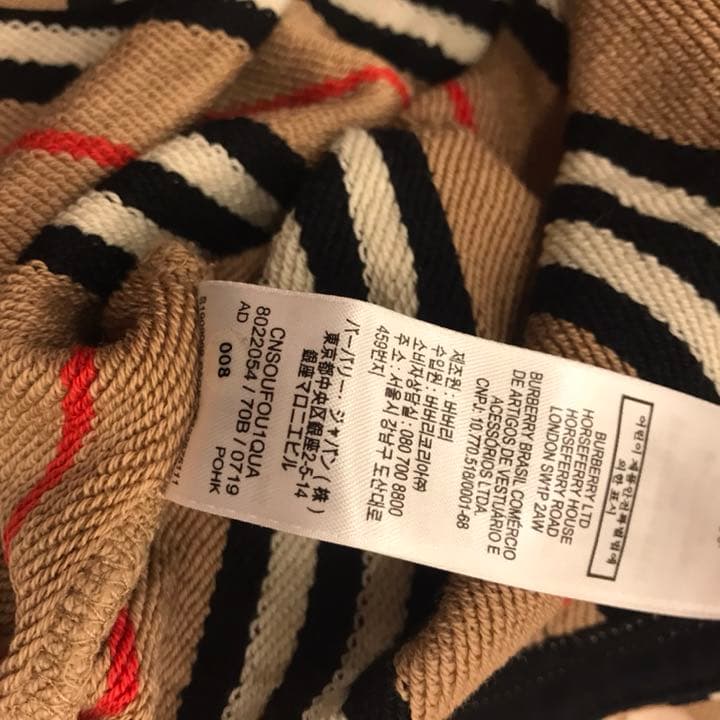 어린이 제품안전특별법에
의한 표시
BURBERRY LTD
HORSEFERRY HOUSE
HORSEFERRY ROAD
LONDON SW1P 2AW
BURBERRY BRASIL COMÉRCIO
DE ARTIGOS DE VESTUÁRIO E
ACESSÓRIOS LTDA.
CNPJ: 10.770.518/0001-68
제조원 : 버버리
수입원 : 버버리코리아㈜
소비자상담실 : 080 700 8800
주소 : 서울시 강남구 도산대로
459번지
バーバリー・ジャパン(株)
東京都中央区銀座2-5-14
銀座マロニエビル
CNSOUFOU1QUA
8022054 / 70B / 0719
AD POHK
008